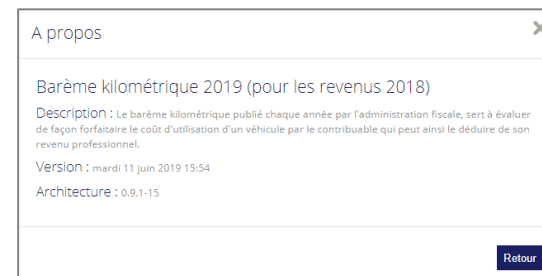 A propos
Barème kilométrique 2019 (pour les revenus 2018)
Description : Le barème kilométrique publié chaque année par l'administration fiscale, sert à évaluer
de façon forfaitaire le coût d'utilisation d'un véhicule par le contribuable qui peut ainsi le déduire de son
revenu professionnel.
Version : mardi 11 juin 2019 15:54
Architecture : 0.9.1-15
Retour